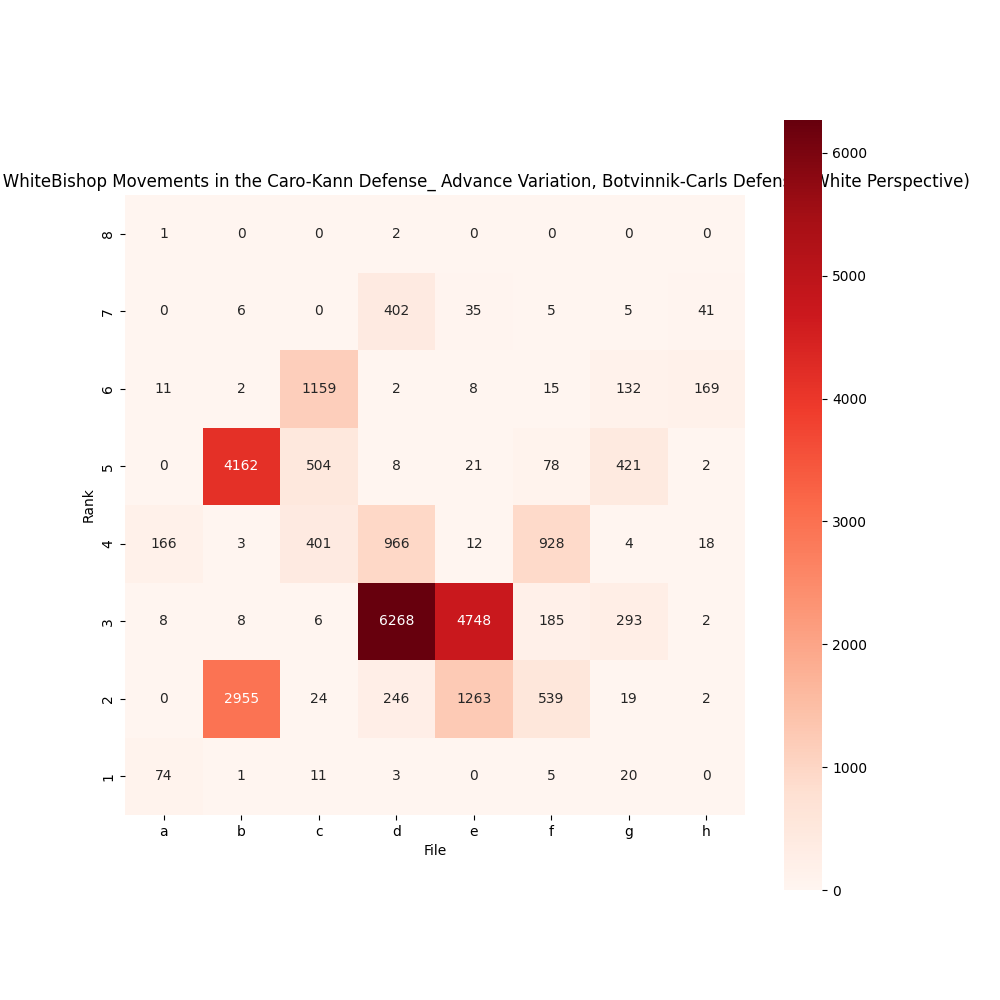 WhiteBishop Movements in the Caro-Kann Defense_ Advance Variation, Botvinnik-Carls Defens White Perspective)
6000
5000
4000
3000
2000
1000
0
Rank
8 1 0 0 2 0 0 0 0
7 0 6 0 402 35 5 5 41
6 11 2 1159 2 8 15 132 169
5 0 4162 504 8 21 78 421 2
4 166 3 401 966 12 928 4 18
3 8 8 6 6268 4748 185 293 2
2 0 2955 24 246 1263 539 19 2
1 74 1 11 3 0 5 20 0
a b c d e f g h
File